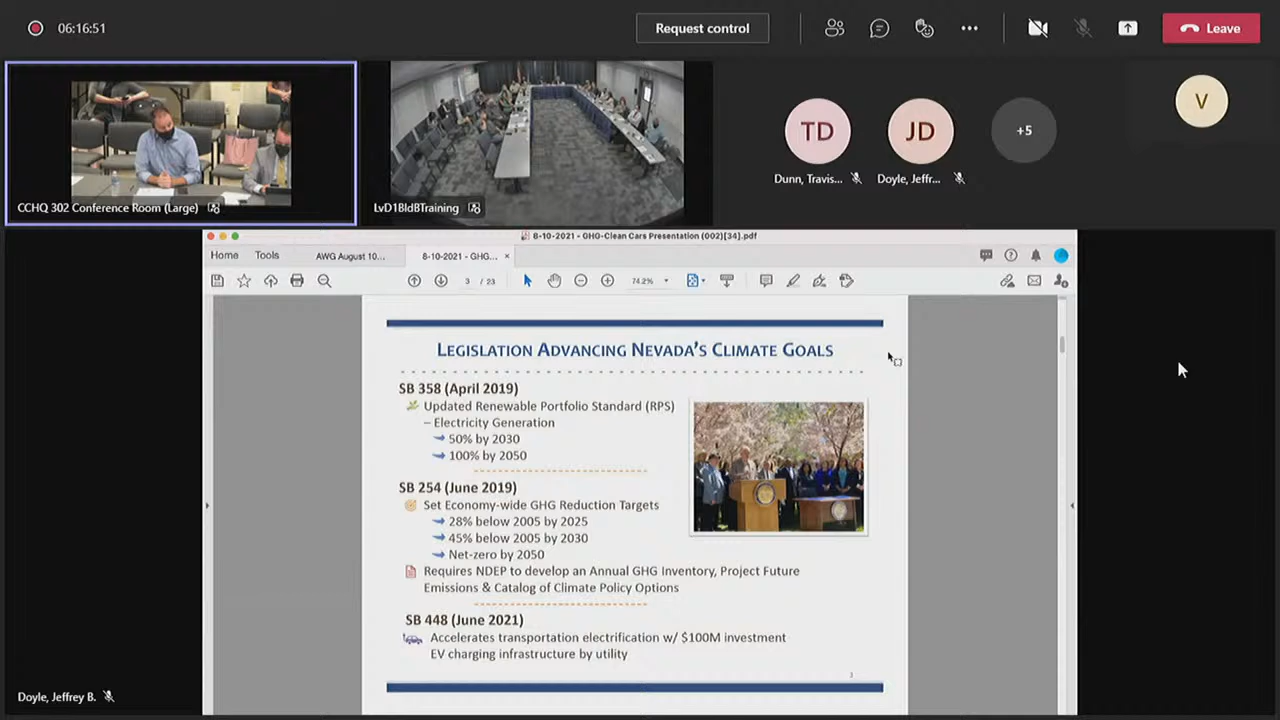 06:16:51
Request control
Leave
CCHQ 302 Conference Room (Large)
LvD1BldBTraining
TD
JD
+5
V
Dunn, Travis...
Doyle, Jeffr...
8-10-2021 - GHG-Clean Cars Presentation (002)[34].pdf
Home
Tools
AWG August 10...
8-10-2021 - GHG...
×
3 / 23
74.2%
LEGISLATION ADVANCING NEVADA'S CLIMATE GOALS
SB 358 (April 2019)
Updated Renewable Portfolio Standard (RPS)
– Electricity Generation
50% by 2030
100% by 2050
SB 254 (June 2019)
Set Economy-wide GHG Reduction Targets
28% below 2005 by 2025
45% below 2005 by 2030
Net-zero by 2050
Requires NDEP to develop an Annual GHG Inventory, Project Future
Emissions & Catalog of Climate Policy Options
SB 448 (June 2021)
Accelerates transportation electrification w/ $100M investment
EV charging infrastructure by utility
3
Doyle, Jeffrey B.